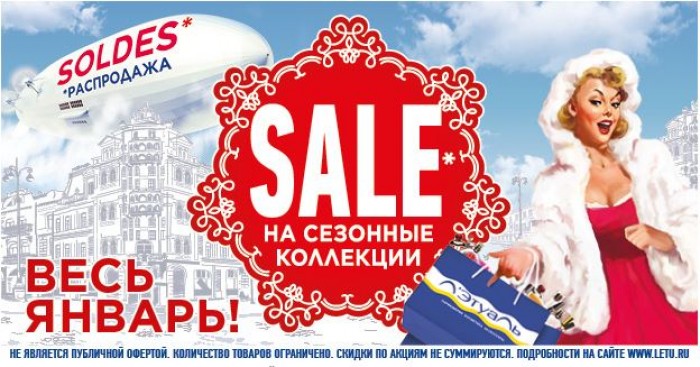 SOLDES*
*РАСПРОДАЖА
SALE*
НА СЕЗОННЫЕ
КОЛЛЕКЦИИ
ВЕСЬ
ЯНВАРЬ!
Л'ЭТУАЛЬ
НЕ ЯВЛЯЕТСЯ ПУБЛИЧНОЙ ОФЕРТОЙ. КОЛИЧЕСТВО ТОВАРОВ ОГРАНИЧЕНО. СКИДКИ ПО АКЦИЯМ НЕ СУММИРУЮТСЯ. ПОДРОБНОСТИ НА САЙТЕ WWW.LETU.RU